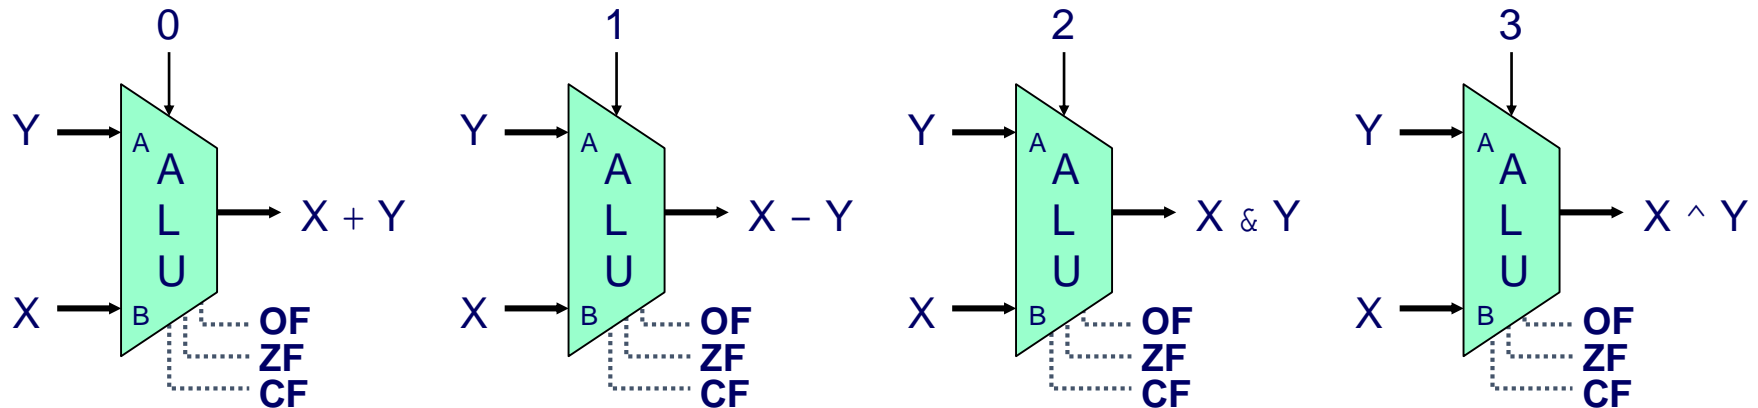 0
Y
A
A
L
U
X + Y
X
B
OF
ZF
CF
1
Y
A
A
L
U
X – Y
X
B
OF
ZF
CF
2
Y
A
A
L
U
X & Y
X
B
OF
ZF
CF
3
Y
A
A
L
U
X ^ Y
X
B
OF
ZF
CF